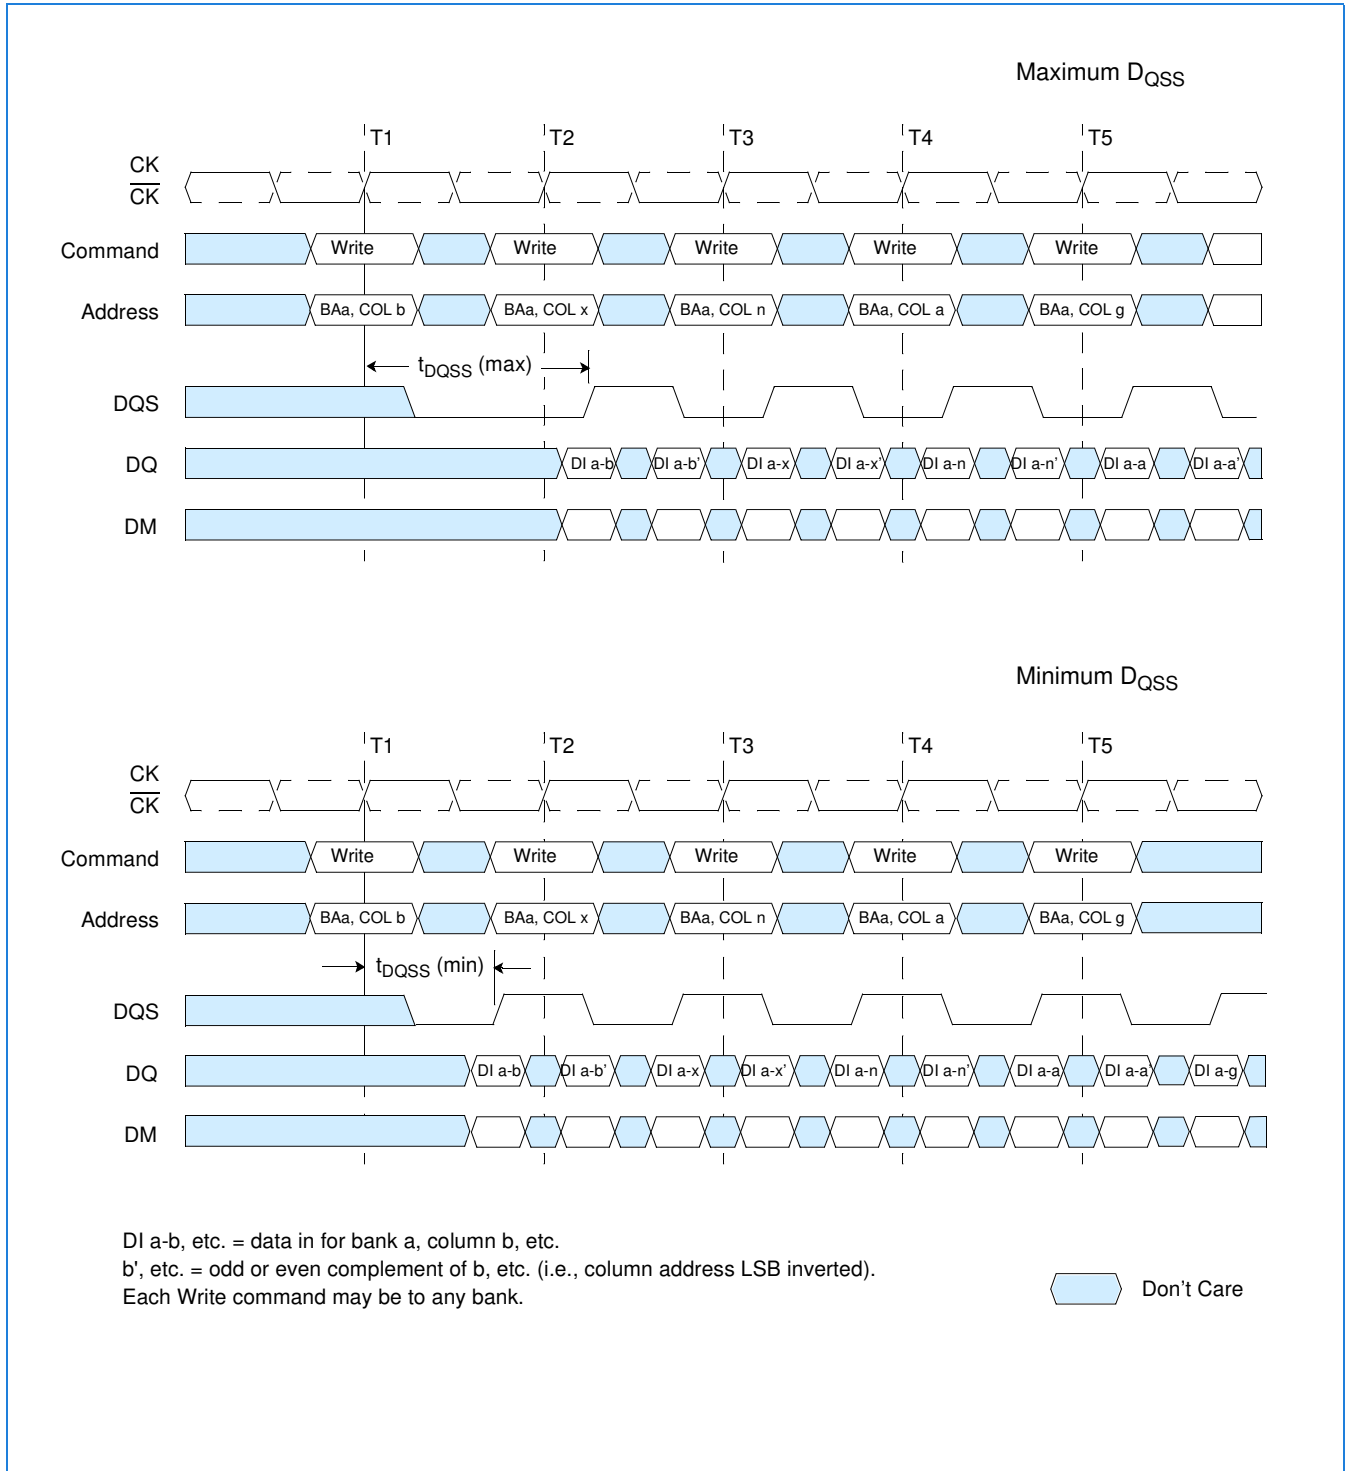 Maximum DQSS
T1 T2 T3 T4 T5
CK
CK
Command Write Write Write Write Write
Address BAa, COL b BAa, COL x BAa, COL n BAa, COL a BAa, COL g
tDQSS (max)
DQS
DQ DI a-b DI a-b' DI a-x DI a-x' DI a-n DI a-n' DI a-a DI a-a'
DM
Minimum DQSS
T1 T2 T3 T4 T5
CK
CK
Command Write Write Write Write Write
Address BAa, COL b BAa, COL x BAa, COL n BAa, COL a BAa, COL g
tDQSS (min)
DQS
DQ DI a-b DI a-b' DI a-x DI a-x' DI a-n DI a-n' DI a-a DI a-a' DI a-g
DM
DI a-b, etc. = data in for bank a, column b, etc.
b', etc. = odd or even complement of b, etc. (i.e., column address LSB inverted).
Each Write command may be to any bank.
Don't Care